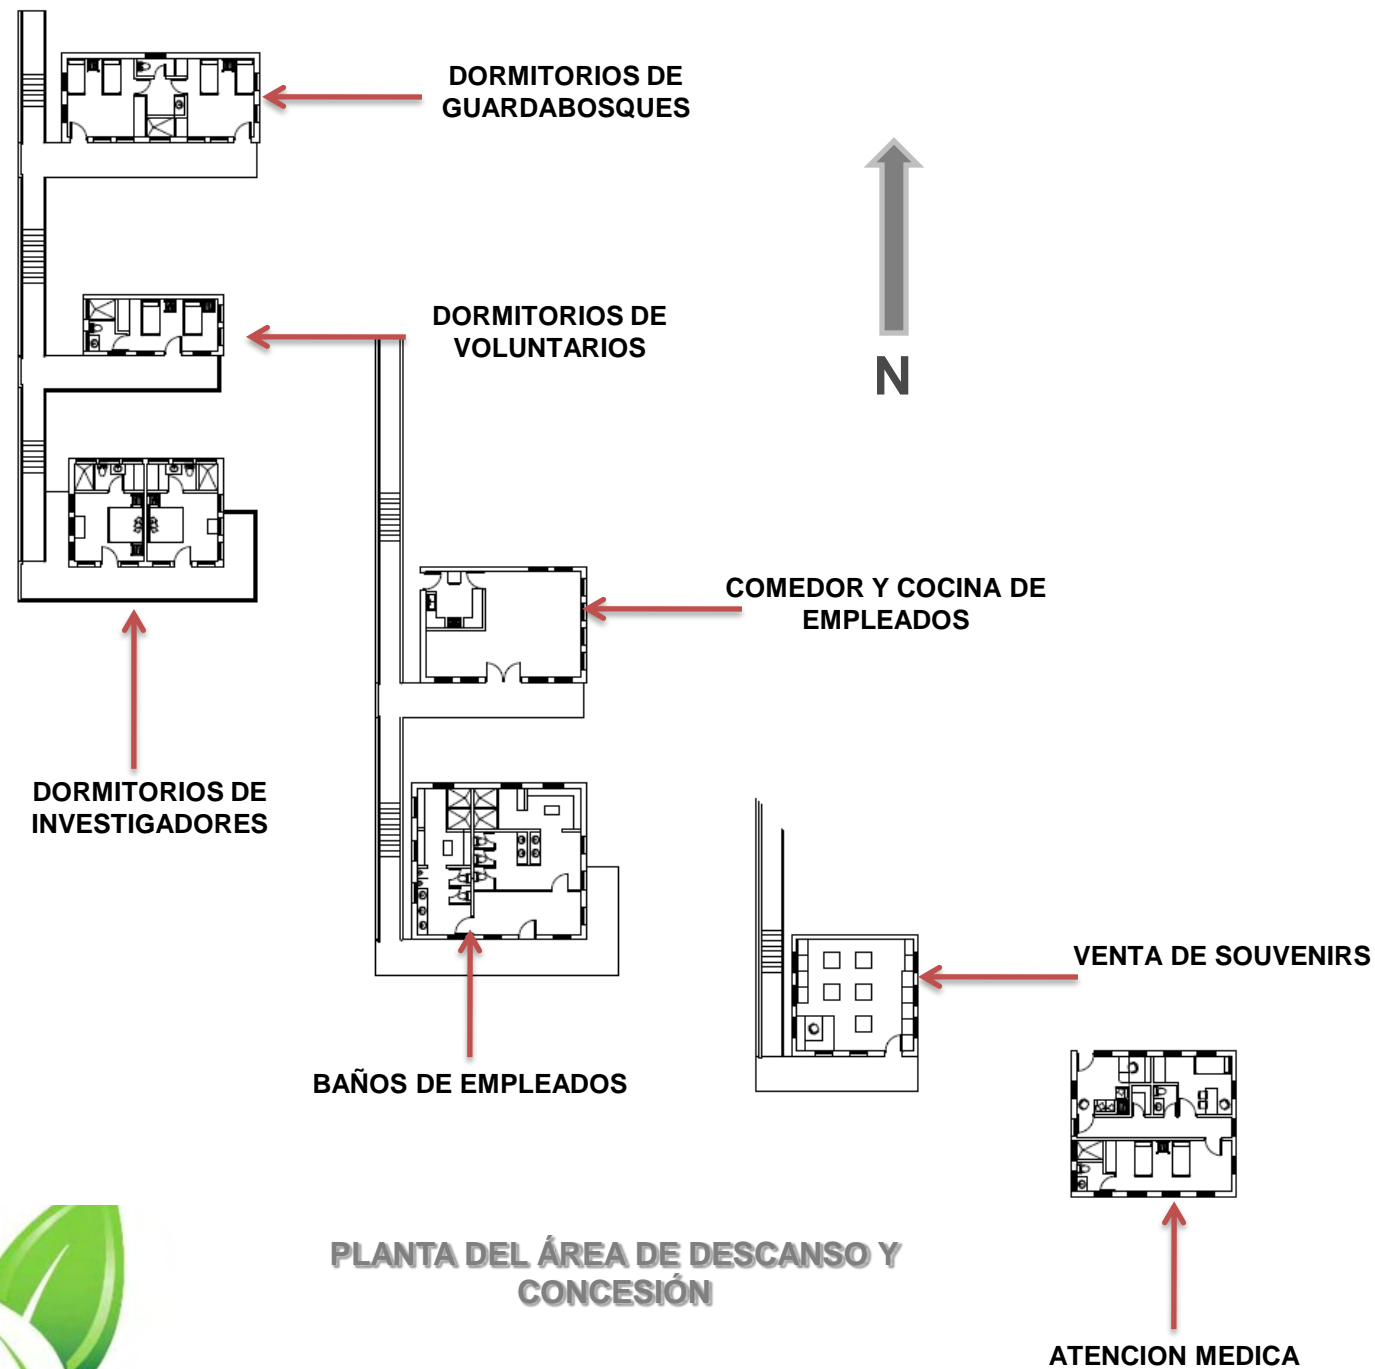 DORMITORIOS DE
GUARDABOSQUES
DORMITORIOS DE
VOLUNTARIOS
N
COMEDOR Y COCINA DE
EMPLEADOS
DORMITORIOS DE
INVESTIGADORES
VENTA DE SOUVENIRS
BAÑOS DE EMPLEADOS
PLANTA DEL ÁREA DE DESCANSO Y
CONCESIÓN
ATENCION MEDICA